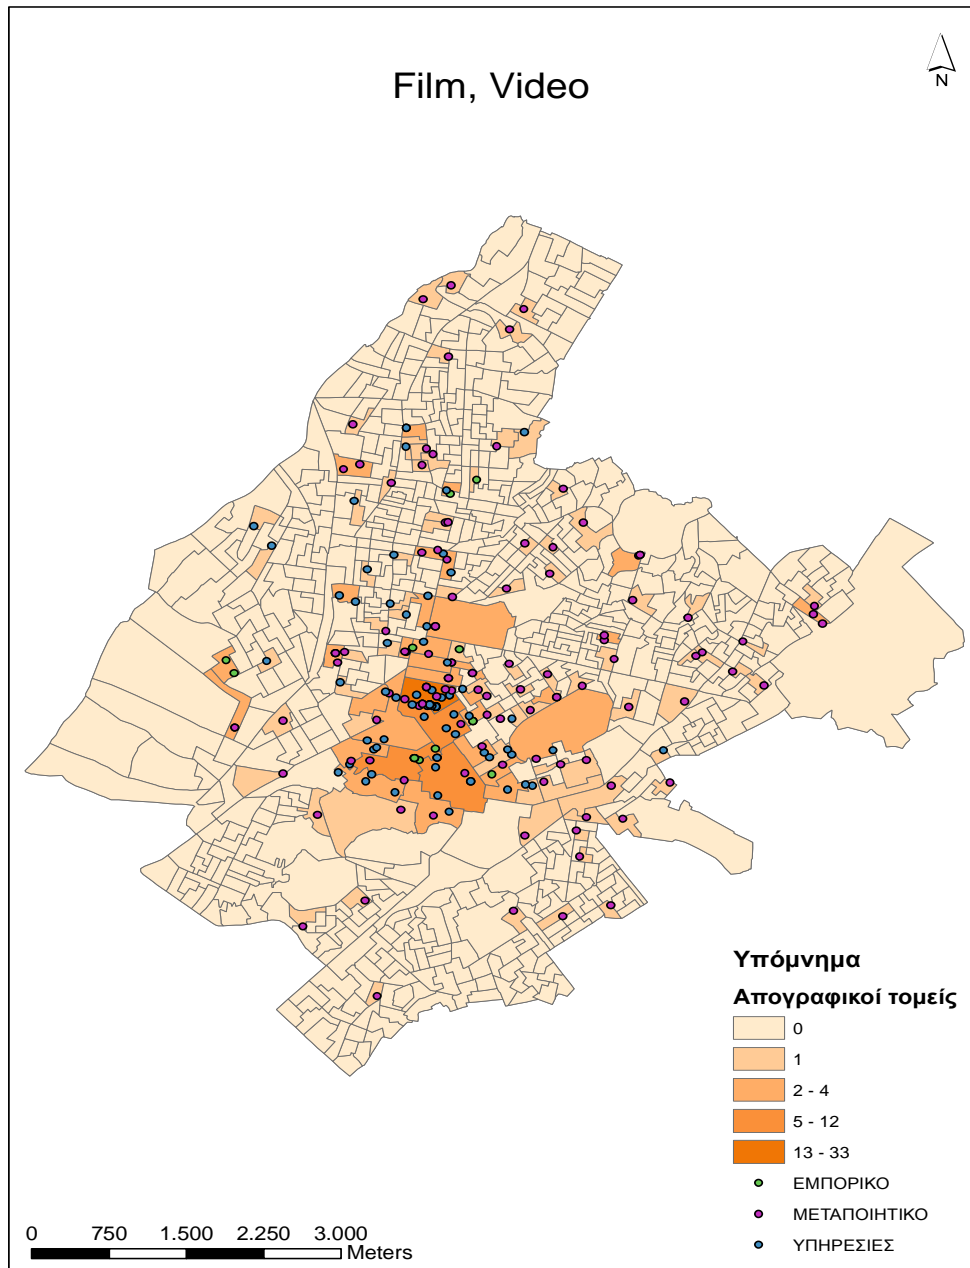 N
Film, Video
Υπόμνημα
Απογραφικοί τομείς
0
1
2 - 4
5 - 12
13 - 33
ΕΜΠΟΡΙΚΟ
ΜΕΤΑΠΟΙΗΤΙΚΟ
ΥΠΗΡΕΣΙΕΣ
0 750 1.500 2.250 3.000
Meters